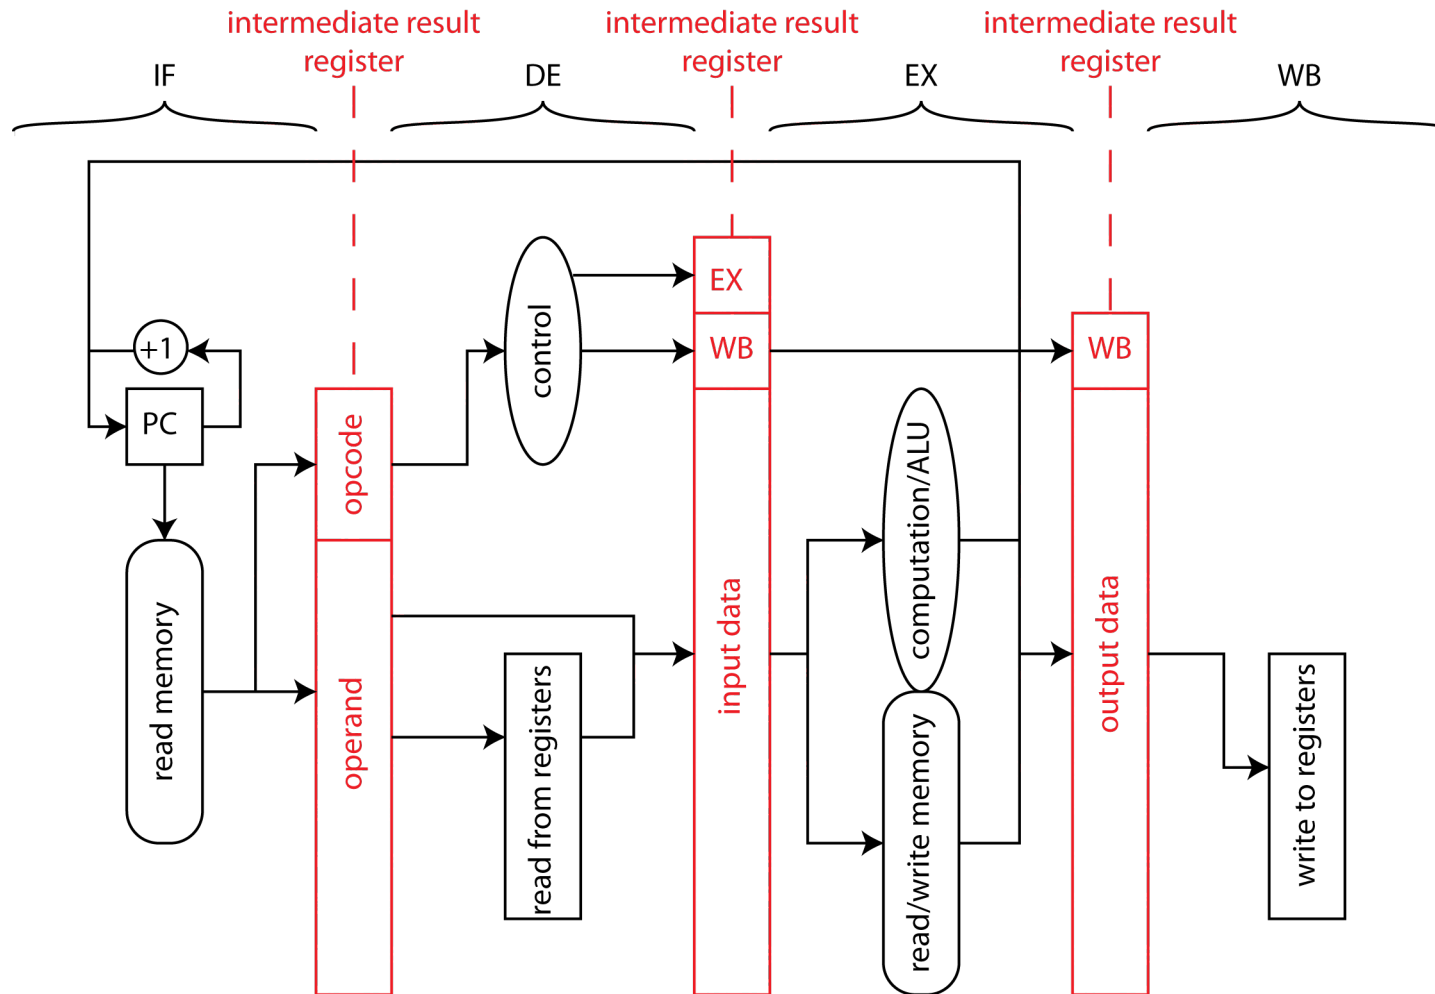 intermediate result
register
intermediate result
register
intermediate result
register
IF
DE
EX
WB
+1
PC
read memory
opcode
operand
control
read from registers
EX
WB
input data
computation/ALU
read/write memory
WB
output data
write to registers